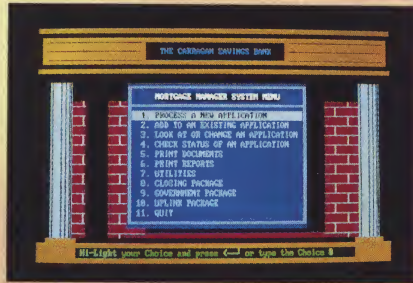 THE CARRAGAN SAVINGS BANK
MORTGAGE MANAGER SYSTEM MENU
1. PROCESS A NEW APPLICATION
2. ADD TO AN EXISTING APPLICATION
3. LOOK AT OR CHANGE AN APPLICATION
4. CHECK STATUS OF AN APPLICATION
5. PRINT DOCUMENTS
6. PRINT REPORTS
7. UTILITIES
8. CLOSING PACKAGE
9. GOVERNMENT PACKAGE
10. UPLINK PACKAGE
11. QUIT
Hi-Light your Choice and press <—┘ or type the Choice #